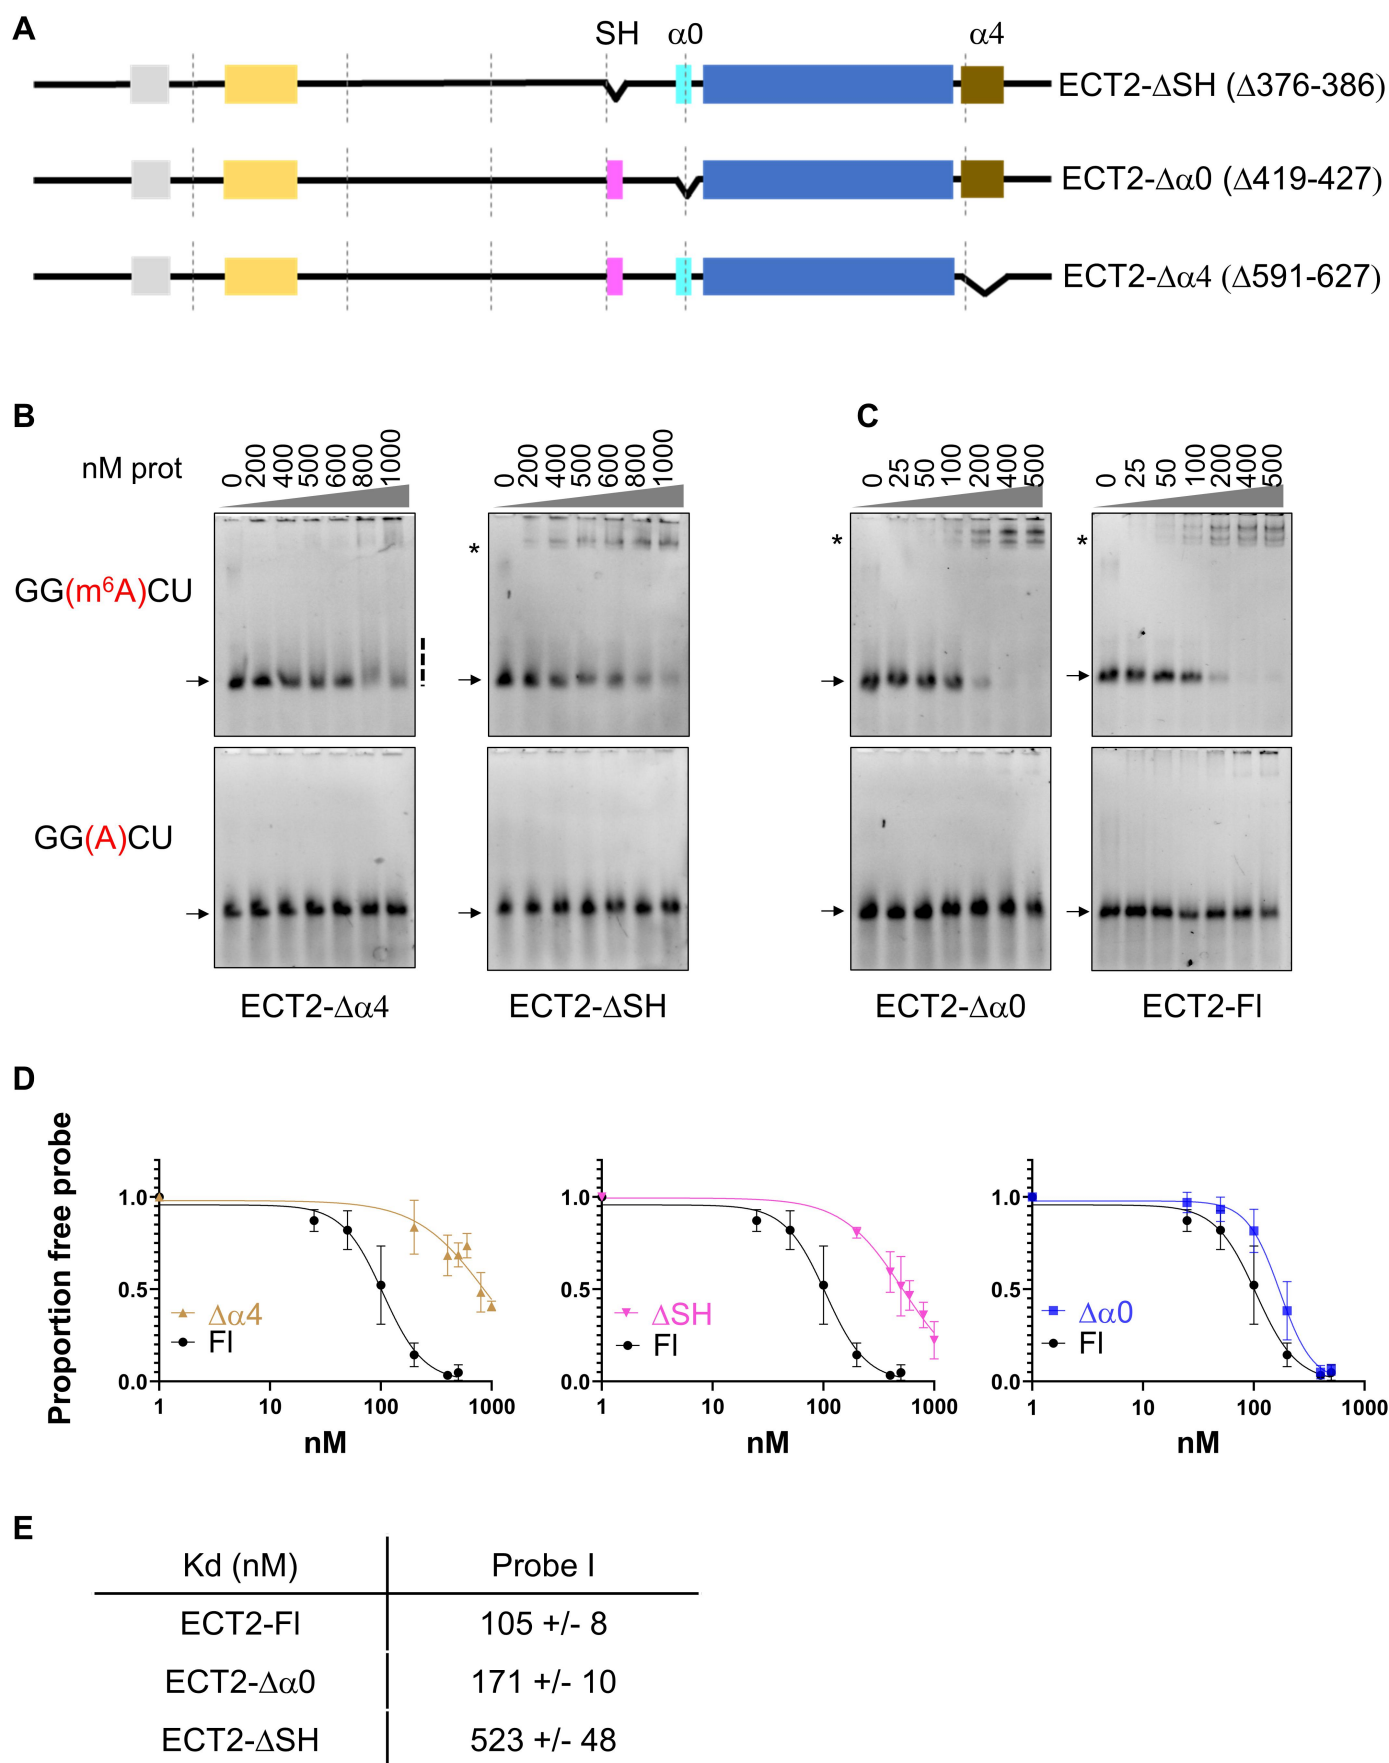 A
SH α0 α4
ECT2-ΔSH (Δ376-386)
ECT2-Δα0 (Δ419-427)
ECT2-Δα4 (Δ591-627)
B C
nM prot 0 200 400 500 600 800 1000 0 200 400 500 600 800 1000 0 25 50 100 200 400 500 0 25 50 100 200 400 500
* * *
GG(m⁶A)CU
GG(A)CU
ECT2-Δα4 ECT2-ΔSH ECT2-Δα0 ECT2-Fl
D
Proportion free probe
1.0 1.0 1.0
0.5 0.5 0.5
Δα4 ΔSH Δα0
Fl Fl Fl
0.0 0.0 0.0
1 10 100 1000 1 10 100 1000 1 10 100 1000
nM nM nM
E
Kd (nM) Probe I
ECT2-Fl 105 +/- 8
ECT2-Δα0 171 +/- 10
ECT2-ΔSH 523 +/- 48